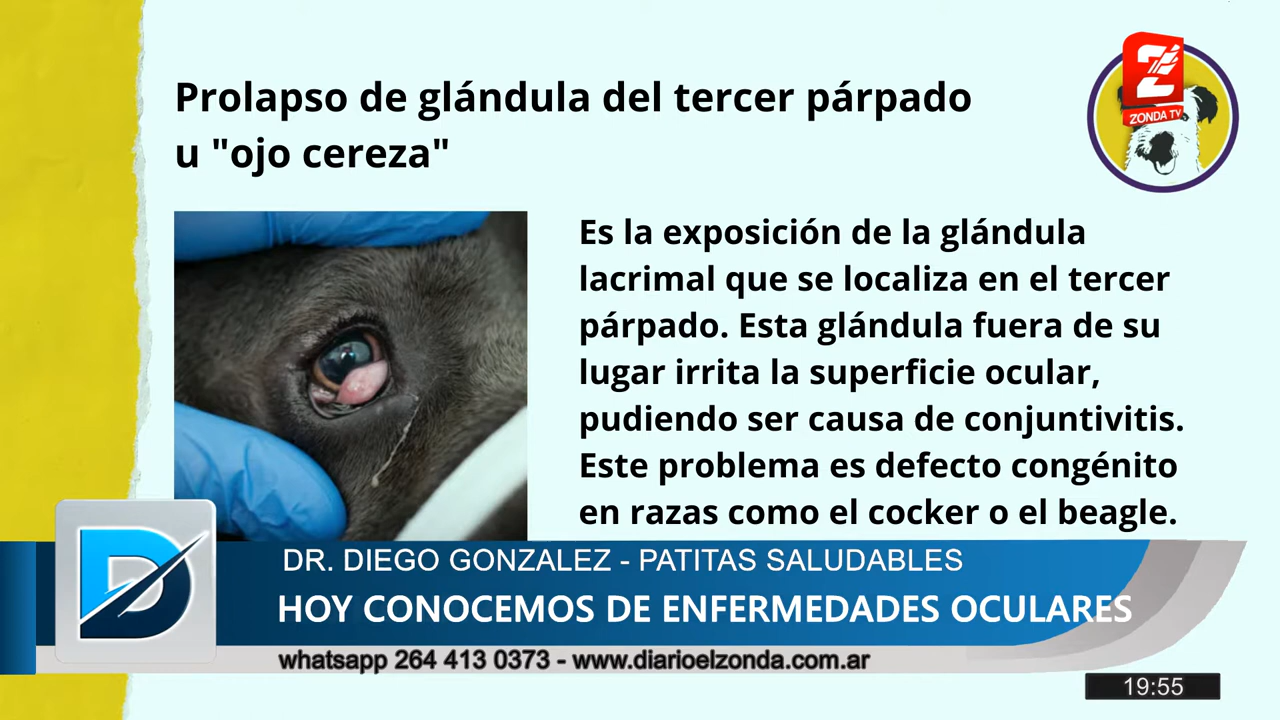 Prolapso de glándula del tercer párpado
u "ojo cereza"
Z
ZONDA TV
Es la exposición de la glándula
lacrimal que se localiza en el tercer
párpado. Esta glándula fuera de su
lugar irrita la superficie ocular,
pudiendo ser causa de conjuntivitis.
Este problema es defecto congénito
en razas como el cocker o el beagle.
D
DR. DIEGO GONZALEZ - PATITAS SALUDABLES
HOY CONOCEMOS DE ENFERMEDADES OCULARES
whatsapp 264 413 0373 - www.diarioelzonda.com.ar
19:55